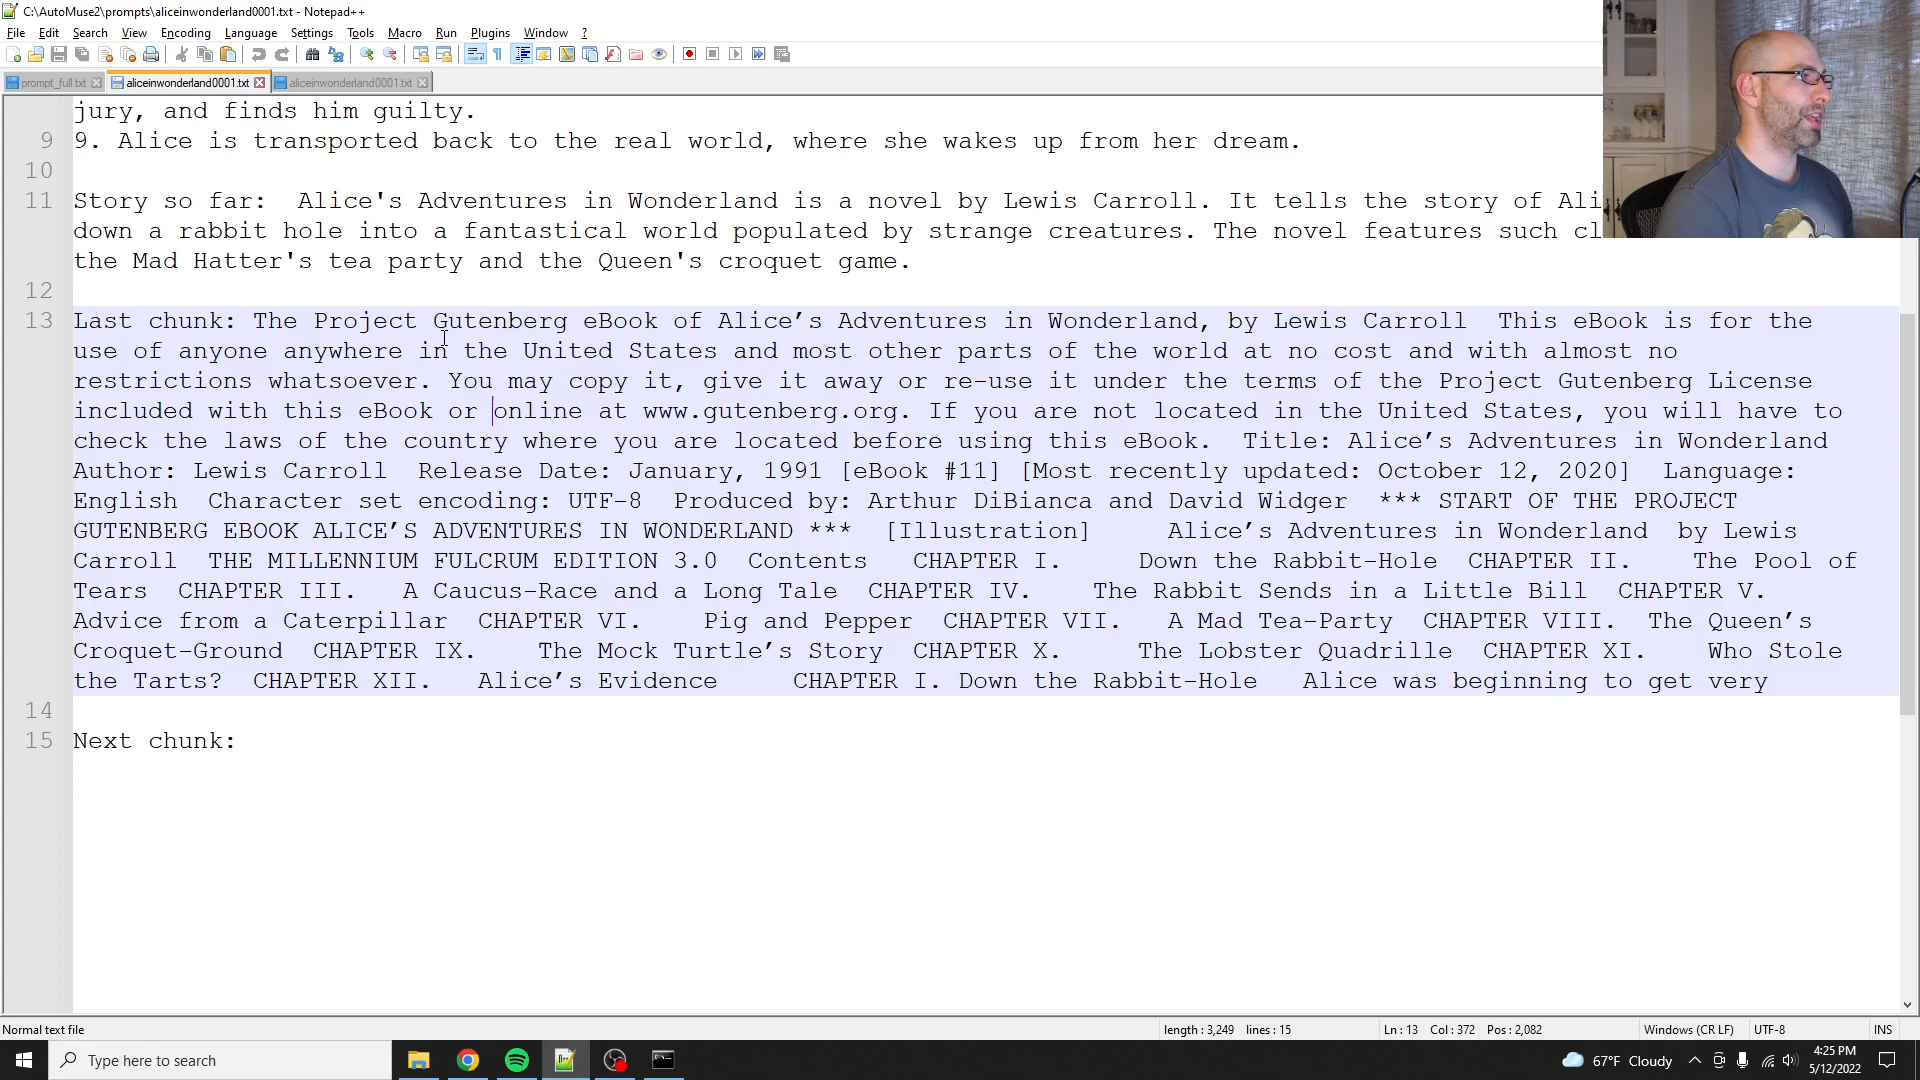 C:\AutoMuse2\prompts\aliceinwonderland0001.txt - Notepad++
File Edit Search View Encoding Language Settings Tools Macro Run Plugins Window ?
prompt_full.txt aliceinwonderland0001.txt aliceinwonderland0001.txt
jury, and finds him guilty.
9 9. Alice is transported back to the real world, where she wakes up from her dream.
10
11 Story so far:  Alice's Adventures in Wonderland is a novel by Lewis Carroll. It tells the story of Ali
down a rabbit hole into a fantastical world populated by strange creatures. The novel features such cl
the Mad Hatter's tea party and the Queen's croquet game.
12
13 Last chunk: The Project Gutenberg eBook of Alice’s Adventures in Wonderland, by Lewis Carroll  This eBook is for the
use of anyone anywhere in the United States and most other parts of the world at no cost and with almost no
restrictions whatsoever. You may copy it, give it away or re-use it under the terms of the Project Gutenberg License
included with this eBook or online at www.gutenberg.org. If you are not located in the United States, you will have to
check the laws of the country where you are located before using this eBook.  Title: Alice’s Adventures in Wonderland
Author: Lewis Carroll  Release Date: January, 1991 [eBook #11] [Most recently updated: October 12, 2020]  Language:
English  Character set encoding: UTF-8  Produced by: Arthur DiBianca and David Widger  *** START OF THE PROJECT
GUTENBERG EBOOK ALICE’S ADVENTURES IN WONDERLAND ***  [Illustration]     Alice’s Adventures in Wonderland  by Lewis
Carroll  THE MILLENNIUM FULCRUM EDITION 3.0  Contents   CHAPTER I.     Down the Rabbit-Hole  CHAPTER II.    The Pool of
Tears  CHAPTER III.   A Caucus-Race and a Long Tale  CHAPTER IV.    The Rabbit Sends in a Little Bill  CHAPTER V.
Advice from a Caterpillar  CHAPTER VI.    Pig and Pepper  CHAPTER VII.   A Mad Tea-Party  CHAPTER VIII.  The Queen’s
Croquet-Ground  CHAPTER IX.    The Mock Turtle’s Story  CHAPTER X.     The Lobster Quadrille  CHAPTER XI.    Who Stole
the Tarts?  CHAPTER XII.   Alice’s Evidence     CHAPTER I. Down the Rabbit-Hole   Alice was beginning to get very
14
15 Next chunk:
Normal text file length : 3,249 lines : 15 Ln : 13 Col : 372 Pos : 2,082 Windows (CR LF) UTF-8 INS
Type here to search 67°F Cloudy 4:25 PM
5/12/2022